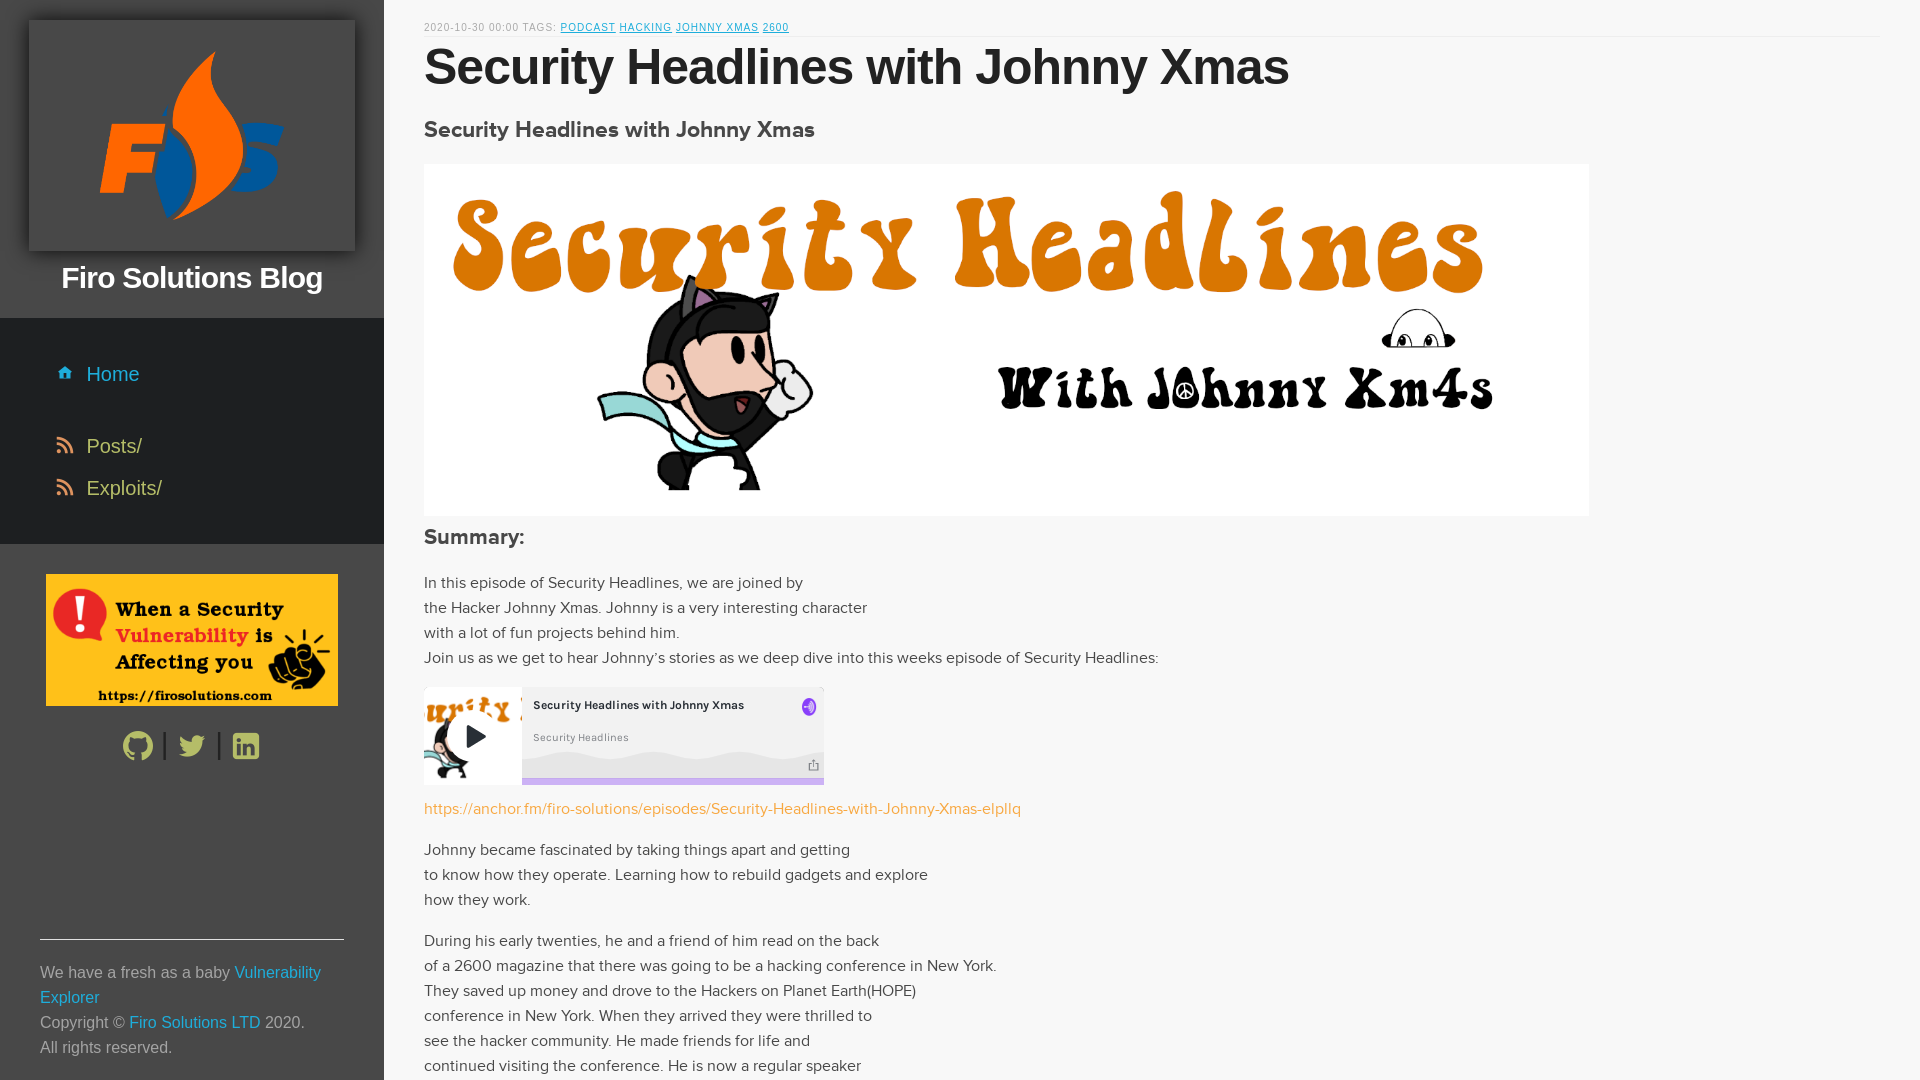 FiroS
Firo Solutions Blog
Home
Posts/
Exploits/
When a Security
Vulnerability is
Affecting you
https://firosolutions.com
We have a fresh as a baby Vulnerability
Explorer
Copyright © Firo Solutions LTD 2020.
All rights reserved.
2020-10-30 00:00 TAGS: PODCAST HACKING JOHNNY XMAS 2600
Security Headlines with Johnny Xmas
Security Headlines with Johnny Xmas
Security Headlines
With JOhnny Xm4s
Summary:
In this episode of Security Headlines, we are joined by
the Hacker Johnny Xmas. Johnny is a very interesting character
with a lot of fun projects behind him.
Join us as we get to hear Johnny’s stories as we deep dive into this weeks episode of Security Headlines:
Security Headlines with Johnny Xmas
Security Headlines
https://anchor.fm/firo-solutions/episodes/Security-Headlines-with-Johnny-Xmas-elpllq
Johnny became fascinated by taking things apart and getting
to know how they operate. Learning how to rebuild gadgets and explore
how they work.
During his early twenties, he and a friend of him read on the back
of a 2600 magazine that there was going to be a hacking conference in New York.
They saved up money and drove to the Hackers on Planet Earth(HOPE)
conference in New York. When they arrived they were thrilled to
see the hacker community. He made friends for life and
continued visiting the conference. He is now a regular speaker